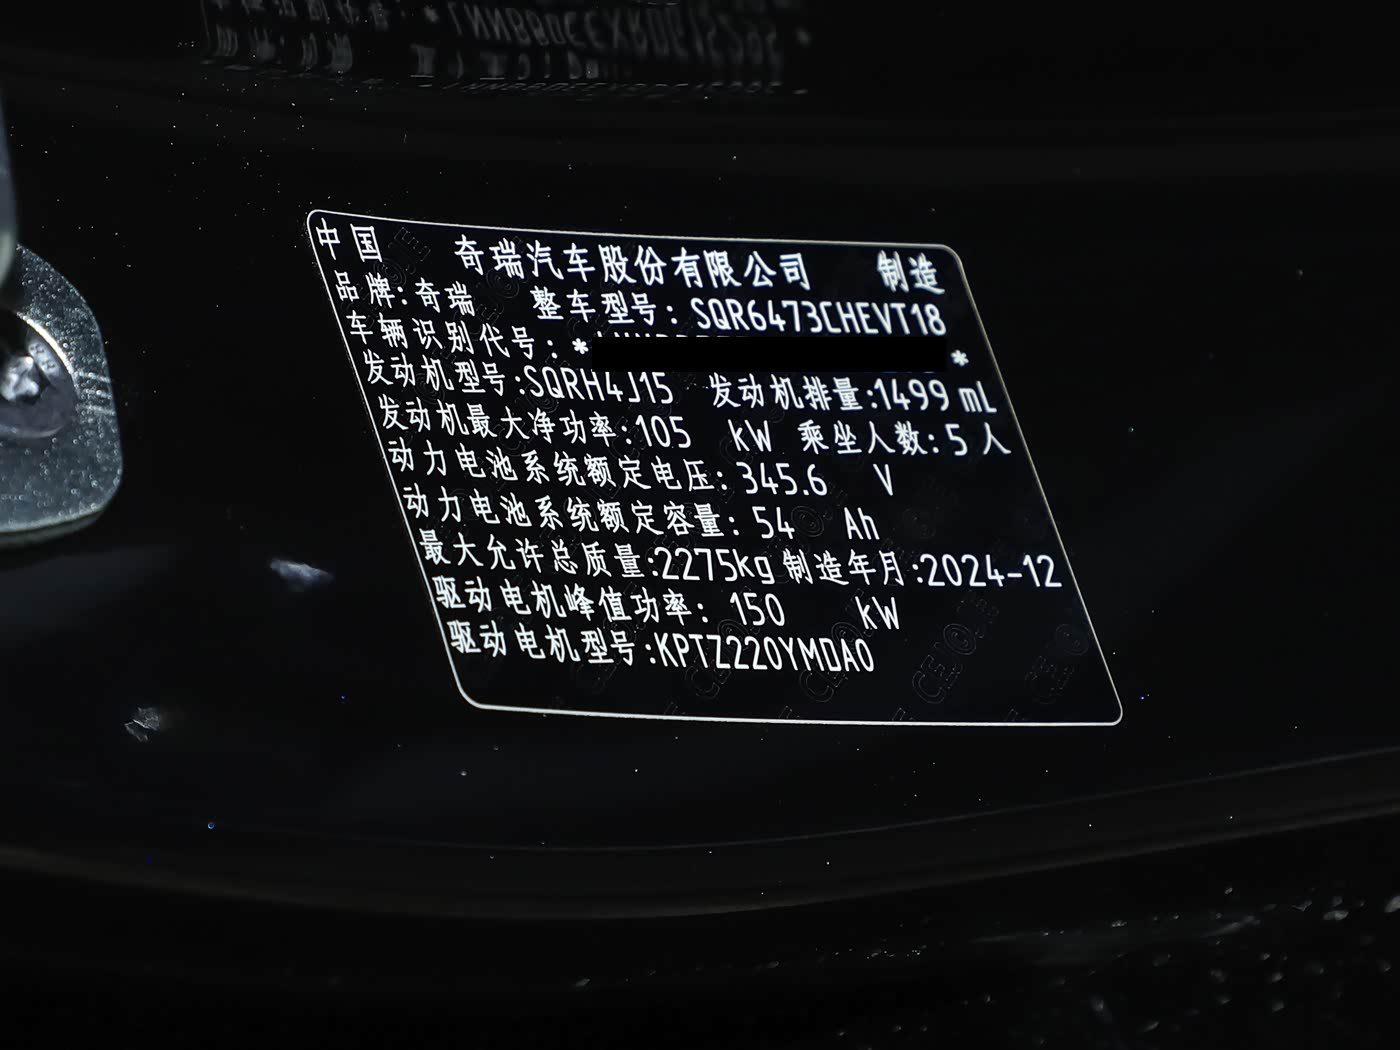 中国 奇瑞汽车股份有限公司 制造
品牌:奇瑞 整车型号: SQR6473CHEVT18
车辆识别代号: * *
发动机型号:SQRH4J15 发动机排量:1499 mL
发动机最大净功率:105 kW 乘坐人数:5 人
动力电池系统额定电压: 345.6 V
动力电池系统额定容量: 54 Ah
最大允许总质量:2275kg 制造年月:2024-12
驱动电机峰值功率: 150 kW
驱动电机型号:KPTZ220YMDA0